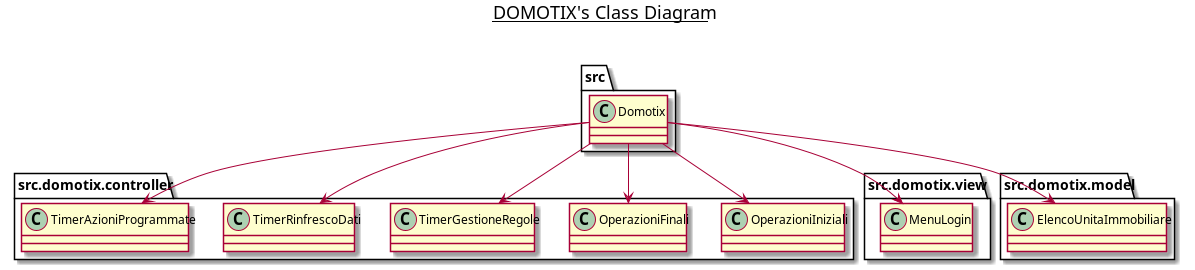 DOMOTIX's Class Diagram
src
C Domotix
src.domotix.controller
src.domotix.view
src.domotix.model
C TimerAzioniProgrammate
C TimerRinfrescoDati
C TimerGestioneRegole
C OperazioniFinali
C OperazioniIniziali
C MenuLogin
C ElencoUnitaImmobiliare